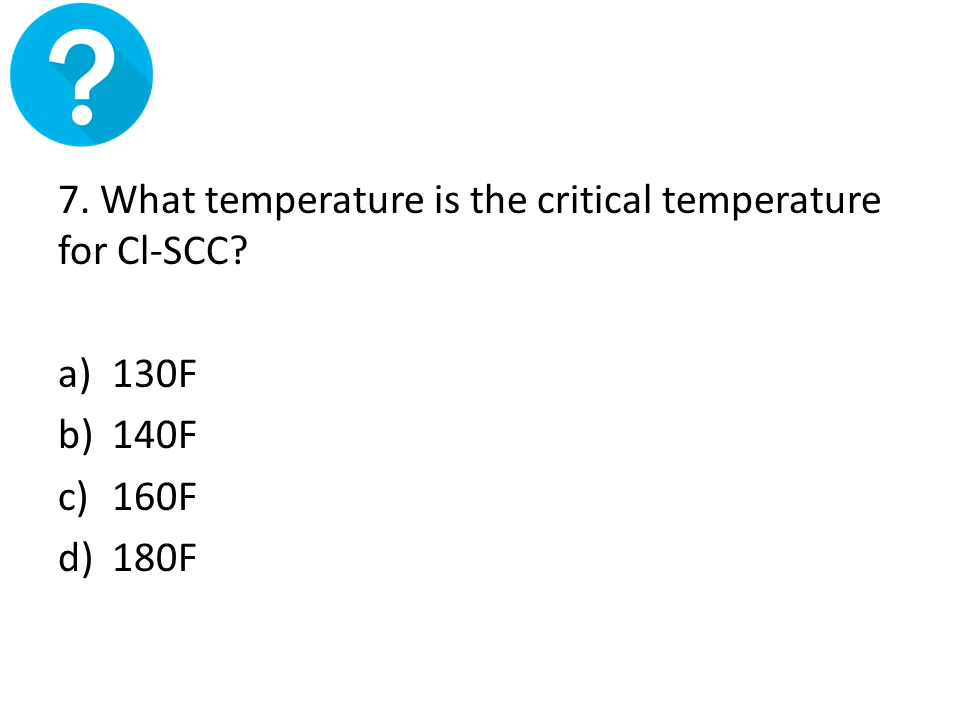 ?
7. What temperature is the critical temperature
for Cl-SCC?
a) 130F
b) 140F
c) 160F
d) 180F